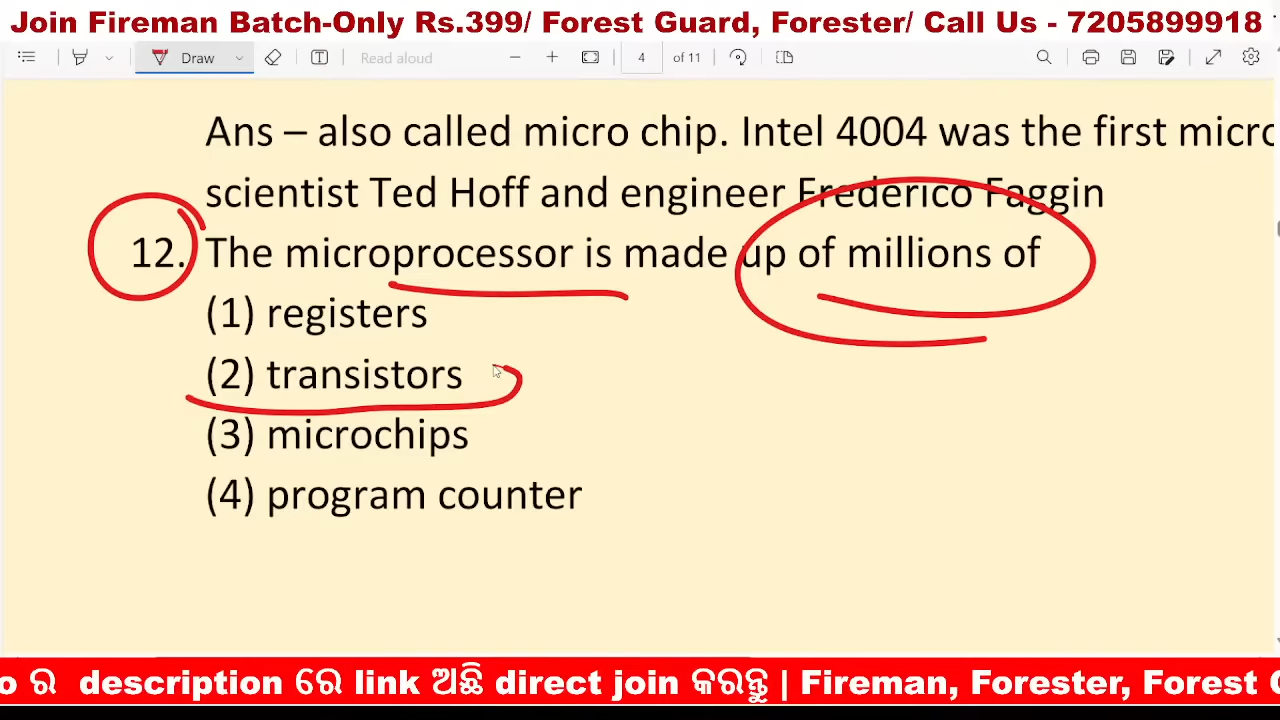 Join Fireman Batch-Only Rs.399/ Forest Guard, Forester/ Call Us - 7205899918
Draw
Read aloud
4 of 11
Ans – also called micro chip. Intel 4004 was the first micro
scientist Ted Hoff and engineer Frederico Faggin
12. The microprocessor is made up of millions of
(1) registers
(2) transistors
(3) microchips
(4) program counter
o ର description ରେ link ଅଛି direct join କରନ୍ତୁ | Fireman, Forester, Forest